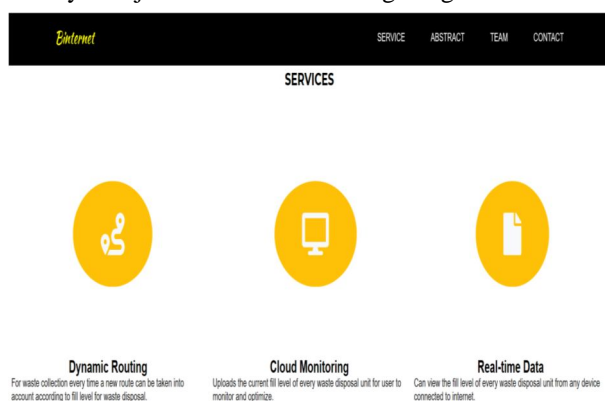 Binternet
SERVICE ABSTRACT TEAM CONTACT
SERVICES
Dynamic Routing
For waste collection every time a new route can be taken into
account according to fill level for waste disposal.
Cloud Monitoring
Uploads the current fill level of every waste disposal unit for user to
monitor and optimize.
Real-time Data
Can view the fill level of every waste disposal unit from any device
connected to internet.